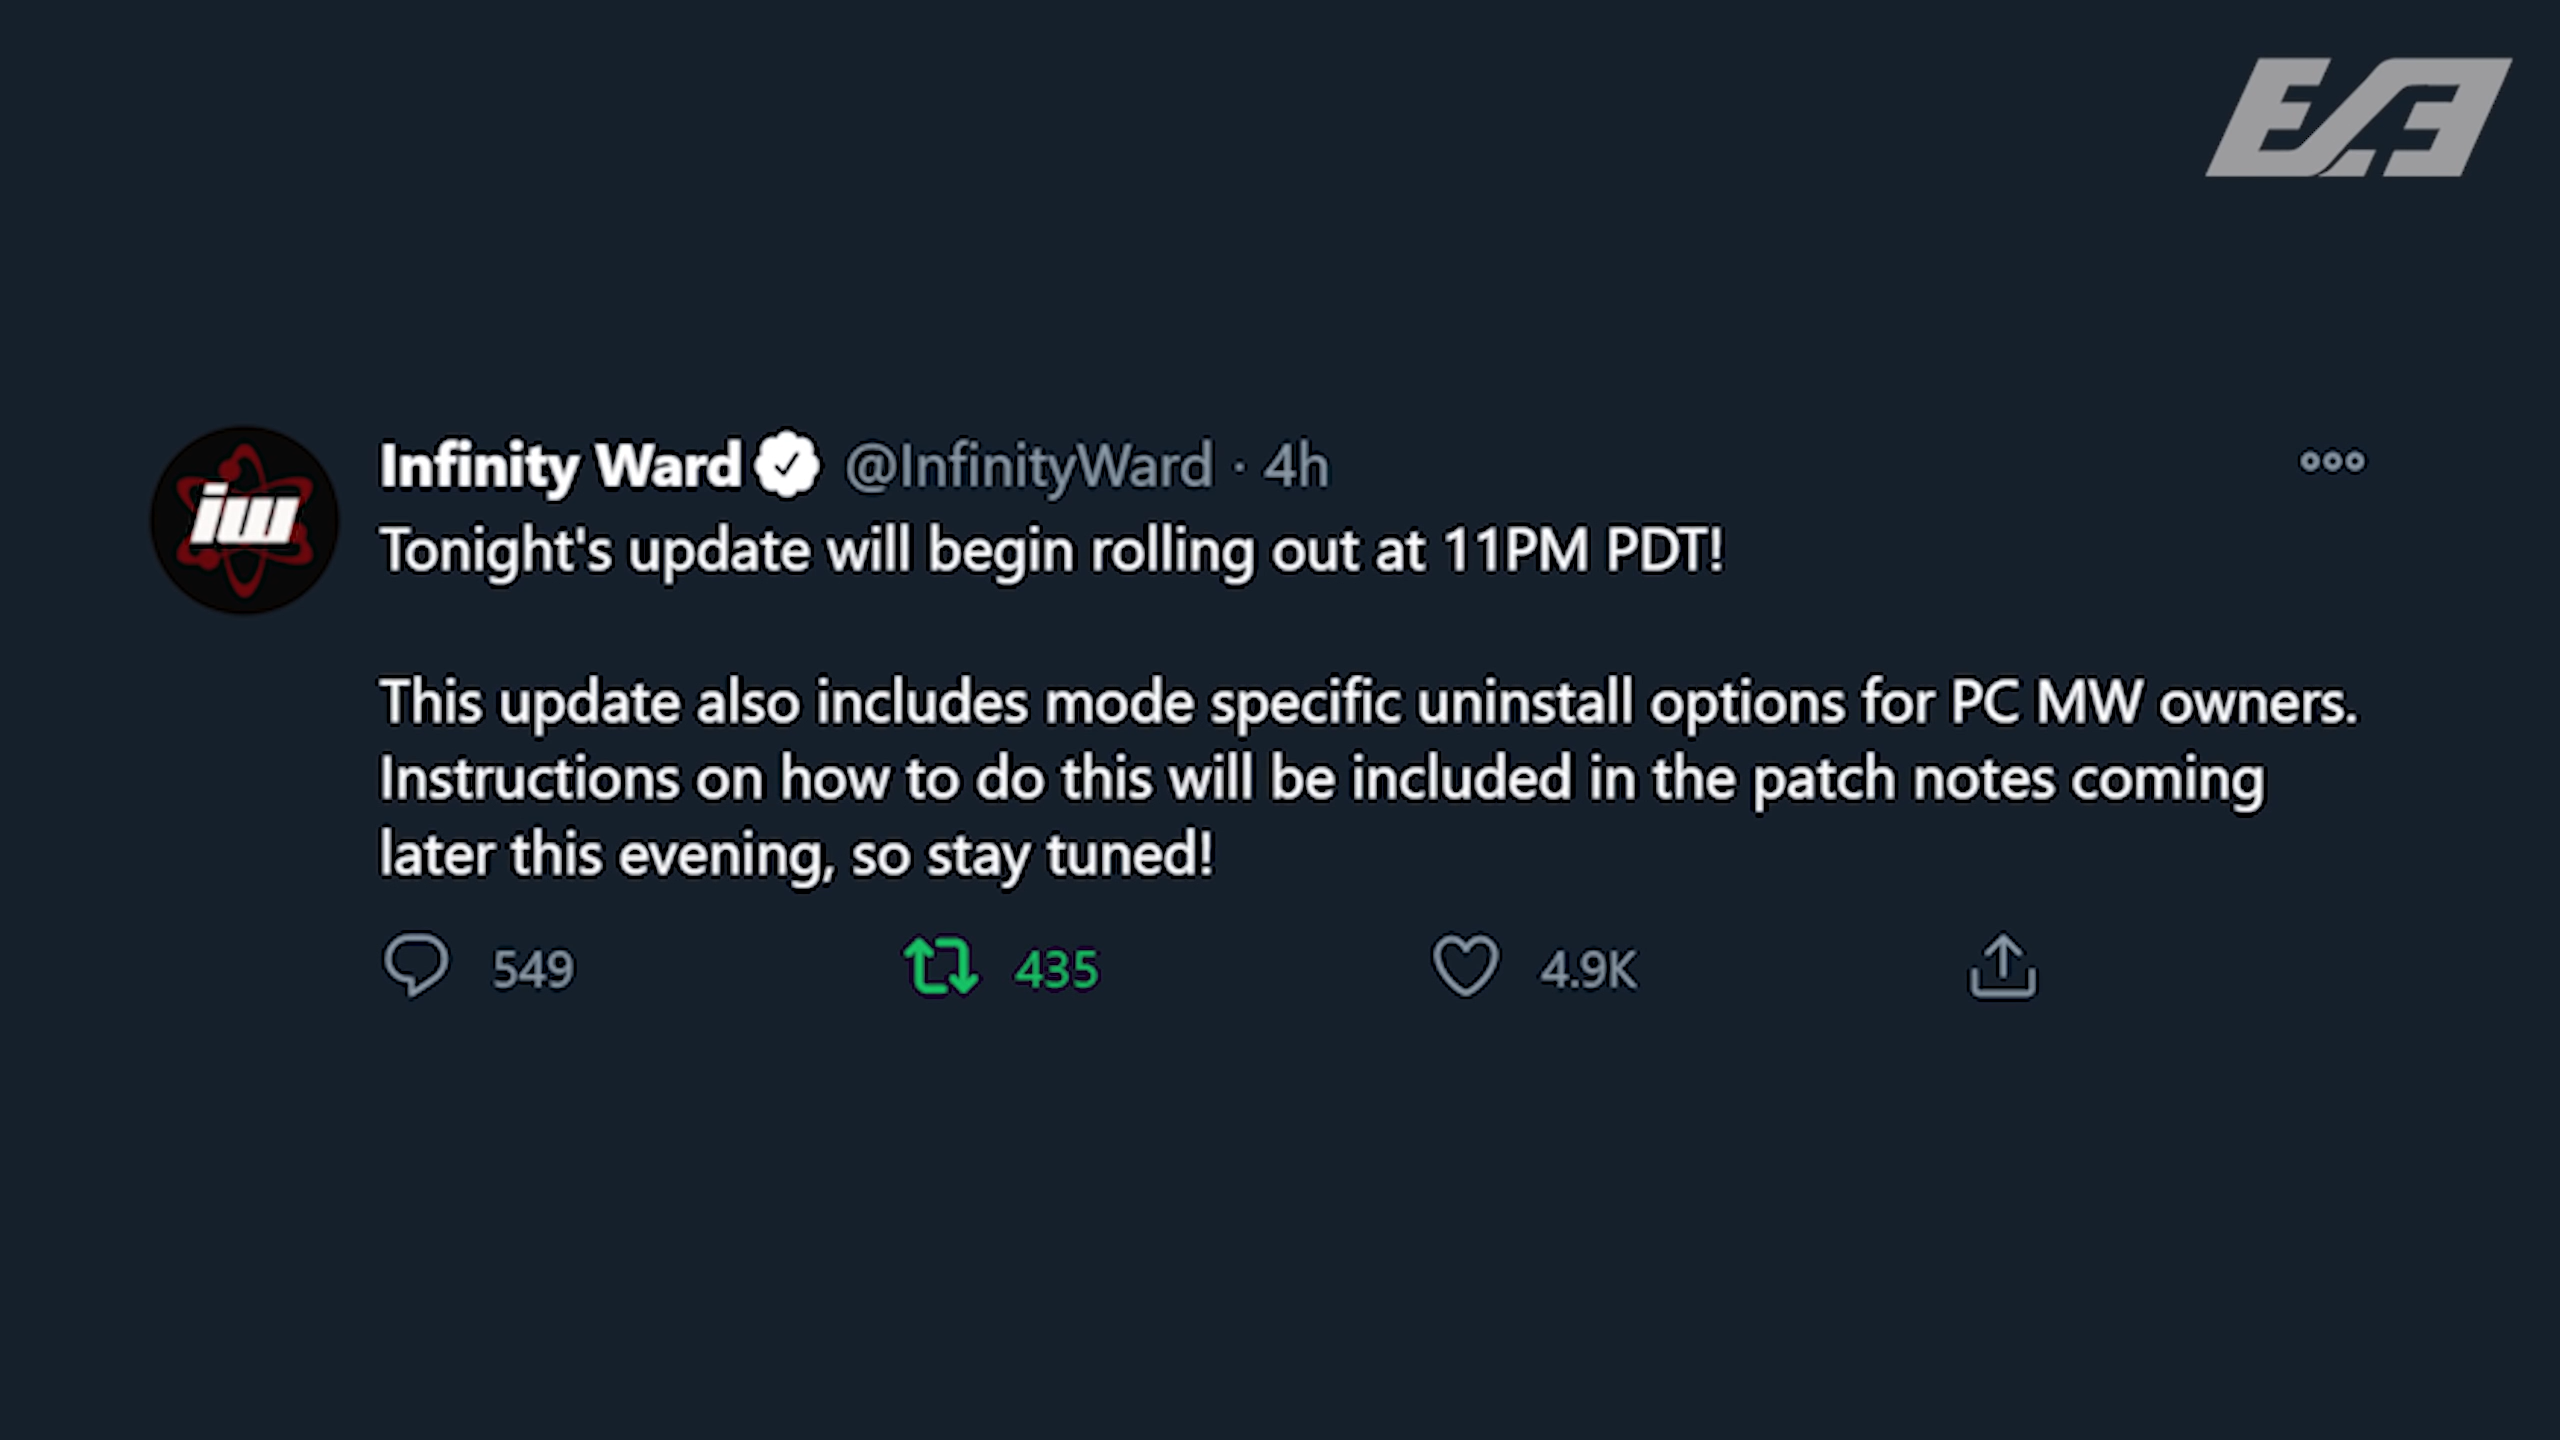 Infinity Ward @InfinityWard · 4h
Tonight's update will begin rolling out at 11PM PDT!
This update also includes mode specific uninstall options for PC MW owners.
Instructions on how to do this will be included in the patch notes coming
later this evening, so stay tuned!
549 435 4.9K
iw